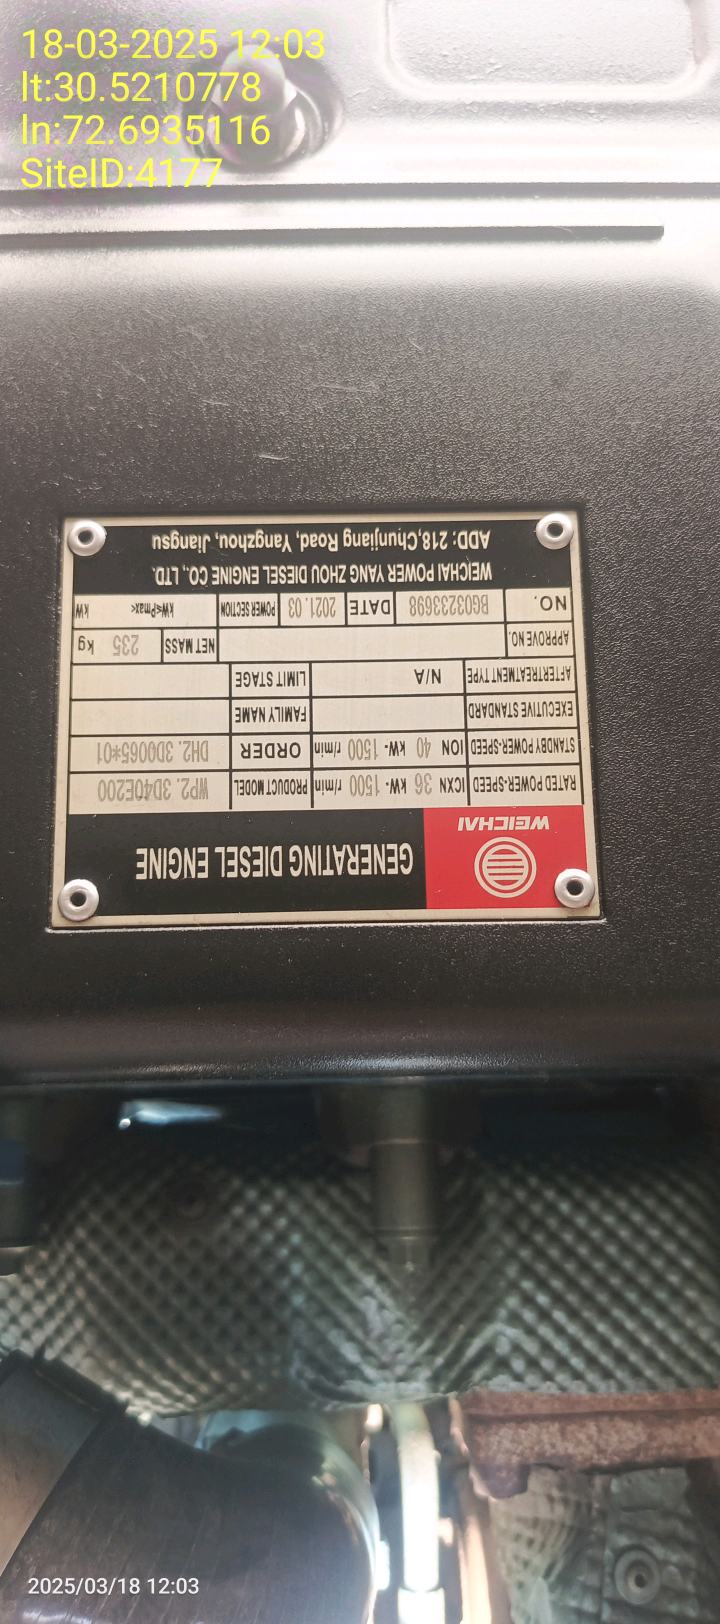 18-03-2025 12:03
lt:30.5210778
ln:72.6935116
SiteID:4177
WEICHAI
GENERATING DIESEL ENGINE
RATED POWER-SPEED ICXN 36 kW- 1500 r/min PRODUCT MODEL WP2. 3D40E200
STANDBY POWER-SPEED ION 40 kW- 1500 r/min ORDER DH2. 3D0065*01
EXECUTIVE STANDARD FAMILY NAME
AFTERTREATMENT TYPE N/A LIMIT STAGE
APPROVE NO. NET MASS 235 kg
NO. BG03233698 DATE 2021.03 POWER SECTION kW≤Pmax< kW
WEICHAI POWER YANG ZHOU DIESEL ENGINE CO., LTD.
ADD: 218,Chunjiang Road, Yangzhou, Jiangsu
2025/03/18 12:03